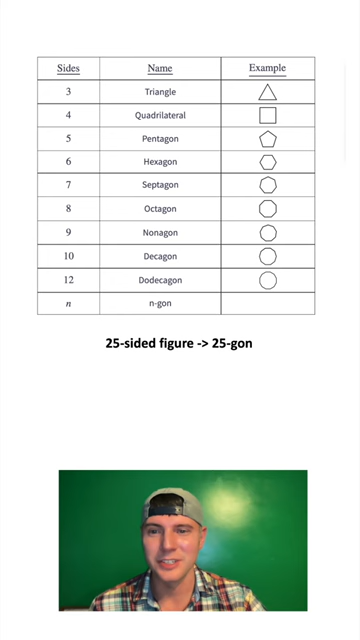 Sides Name Example
3 Triangle
4 Quadrilateral
5 Pentagon
6 Hexagon
7 Septagon
8 Octagon
9 Nonagon
10 Decagon
12 Dodecagon
n n-gon
25-sided figure -> 25-gon